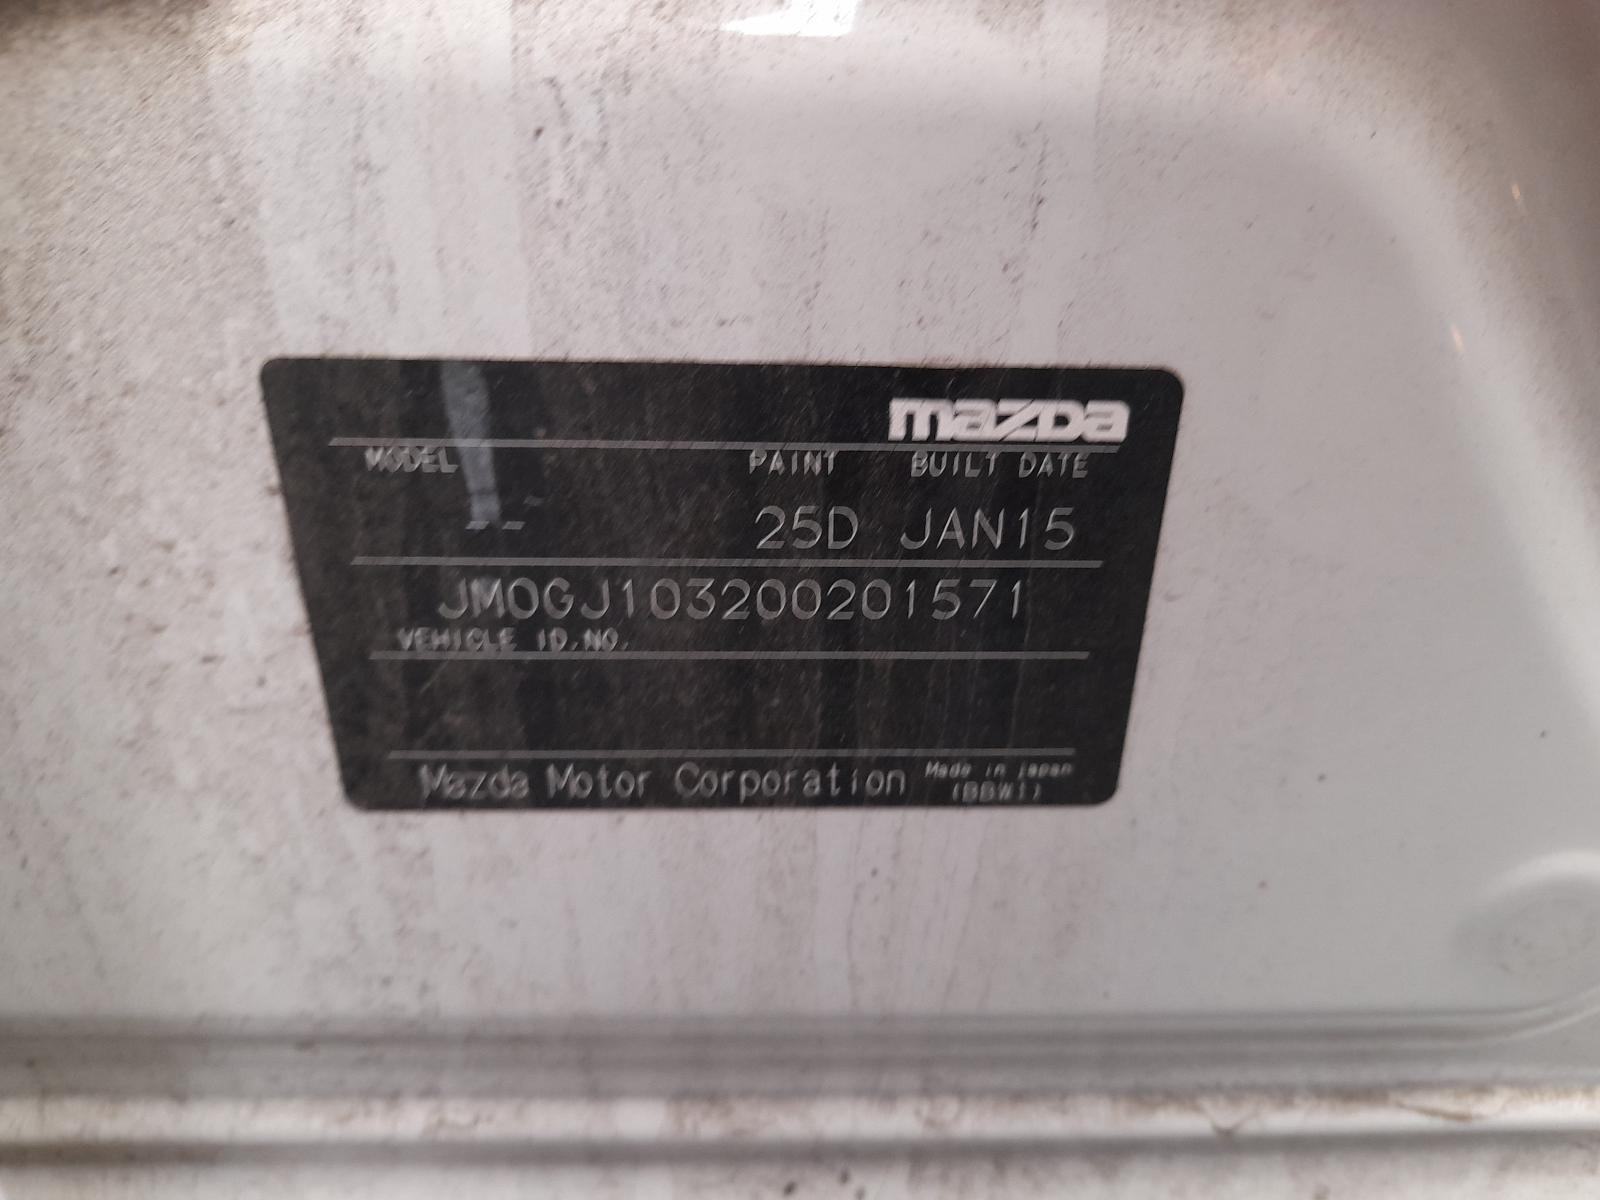 mazda
MODEL PAINT BUILT DATE
-- 25D JAN15
JM0GJ103200201571
VEHICLE ID.NO.
Mazda Motor Corporation Made in japan
(BBW1)